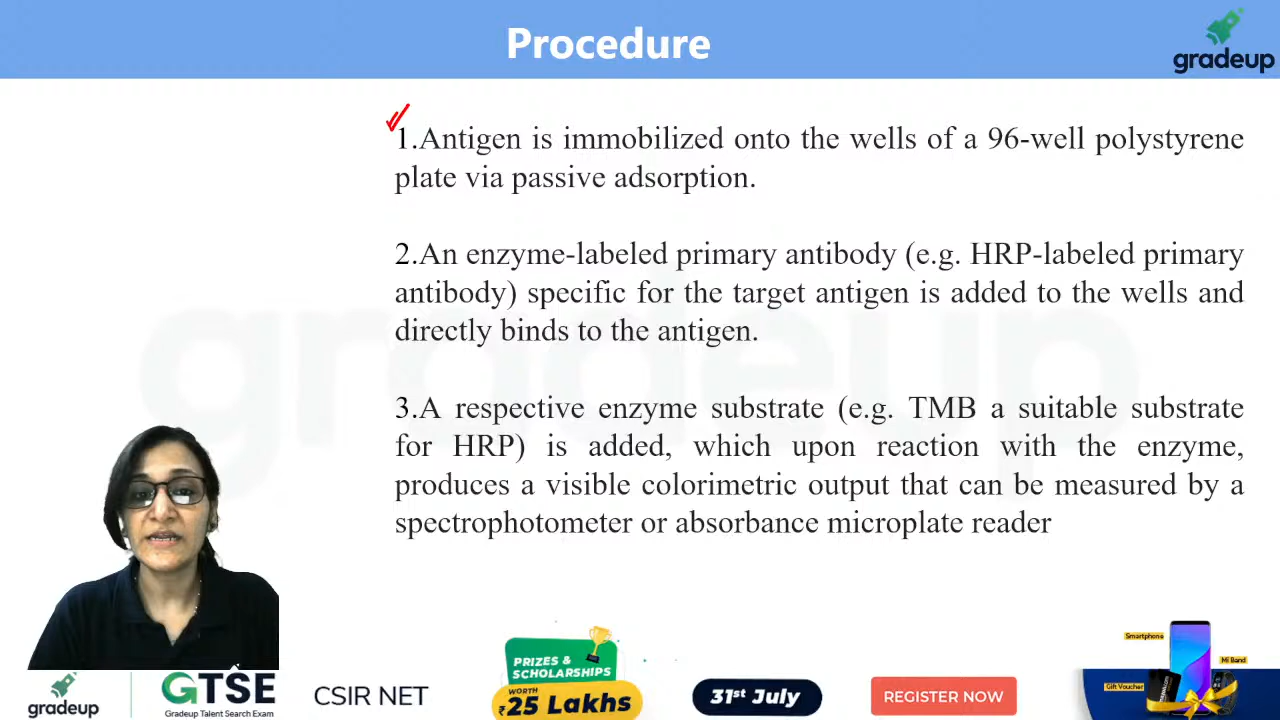 Procedure
gradeup
1.Antigen is immobilized onto the wells of a 96-well polystyrene
plate via passive adsorption.
2.An enzyme-labeled primary antibody (e.g. HRP-labeled primary
antibody) specific for the target antigen is added to the wells and
directly binds to the antigen.
3.A respective enzyme substrate (e.g. TMB a suitable substrate
for HRP) is added, which upon reaction with the enzyme,
produces a visible colorimetric output that can be measured by a
spectrophotometer or absorbance microplate reader
gradeup
gradeup
GTSE
Gradeup Talent Search Exam
CSIR NET
PRIZES &
SCHOLARSHIPS
WORTH
₹25 Lakhs
31st July
REGISTER NOW
Smartphone
Mi Band
Gift Voucher